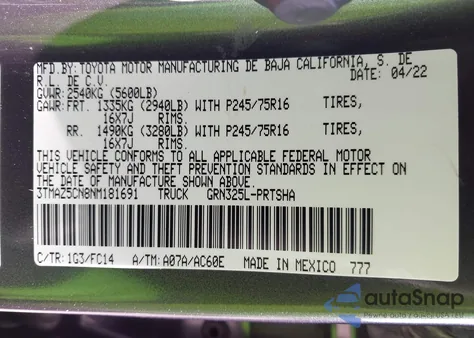 MFD.BY: TOYOTA MOTOR MANUFACTURING DE BAJA CALIFORNIA, S. DE
R.L. DE C.V. DATE: 04/22
GVWR: 2540KG (5600LB)
GAWR: FRT. 1335KG (2940LB) WITH P245/75R16 TIRES,
16X7J RIMS.
RR. 1490KG (3280LB) WITH P245/75R16 TIRES,
16X7J RIMS.
THIS VEHICLE CONFORMS TO ALL APPLICABLE FEDERAL MOTOR
VEHICLE SAFETY AND THEFT PREVENTION STANDARDS IN EFFECT
ON THE DATE OF MANUFACTURE SHOWN ABOVE.
3TMAZ5CN8NM181691 TRUCK GRN325L-PRTSHA
C/TR: 1G3/FC14 A/TM: A07A/AC60E MADE IN MEXICO 777
autoSnap
Pewne auta z aukcji